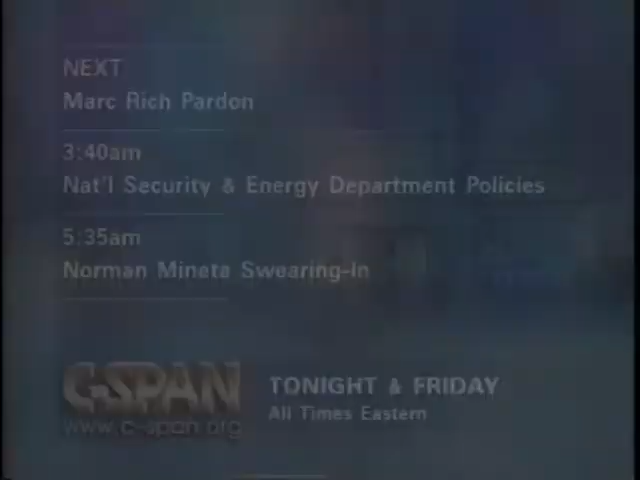 NEXT
Marc Rich Pardon
3:40am
Nat'l Security & Energy Department Policies
5:35am
Norman Mineta Swearing-In
C-SPAN
www.c-span.org
TONIGHT & FRIDAY
All Times Eastern